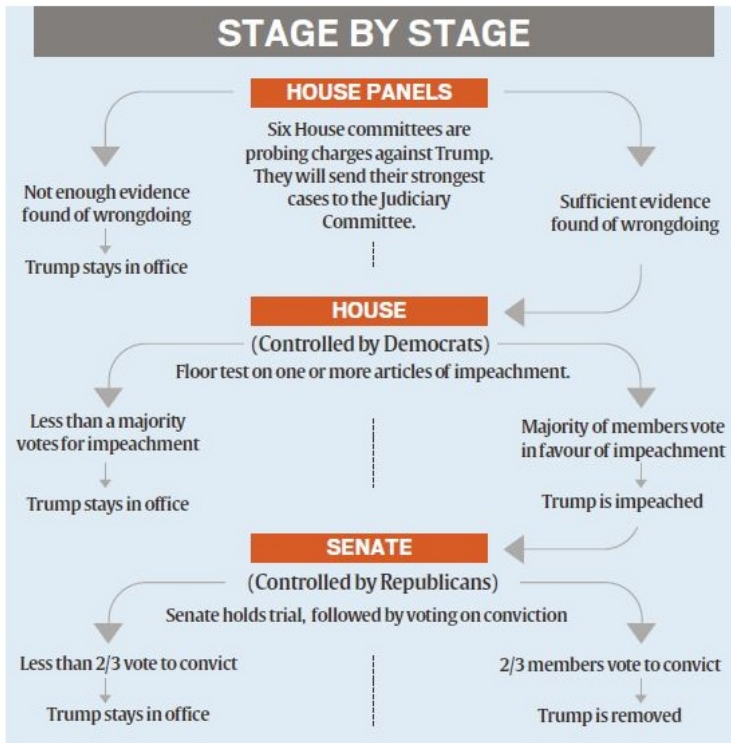 STAGE BY STAGE
HOUSE PANELS
Six House committees are
probing charges against Trump.
They will send their strongest
cases to the Judiciary
Committee.
Not enough evidence
found of wrongdoing
Trump stays in office
Sufficient evidence
found of wrongdoing
HOUSE
(Controlled by Democrats)
Floor test on one or more articles of impeachment.
Less than a majority
votes for impeachment
Trump stays in office
Majority of members vote
in favour of impeachment
Trump is impeached
SENATE
(Controlled by Republicans)
Senate holds trial, followed by voting on conviction
Less than 2/3 vote to convict
Trump stays in office
2/3 members vote to convict
Trump is removed